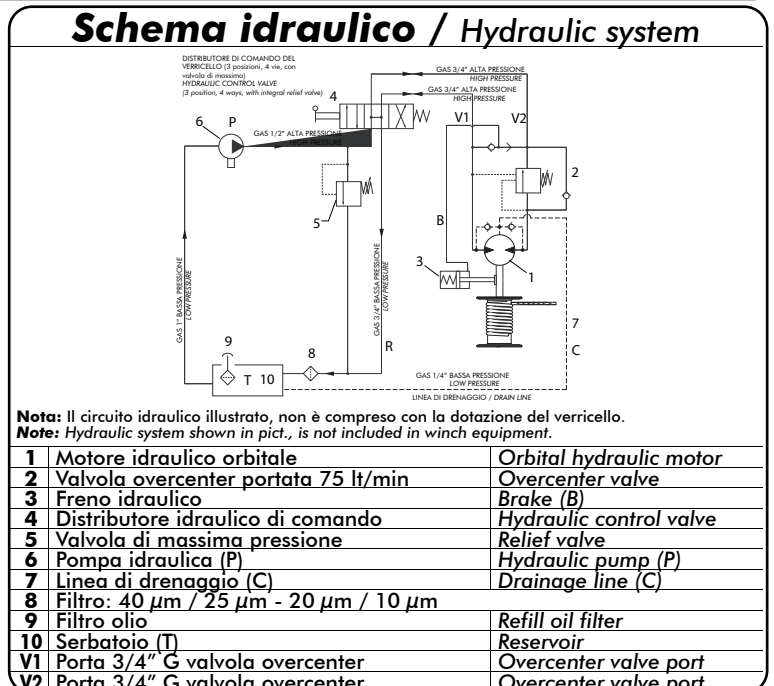 Schema idraulico / Hydraulic system
DISTRIBUTORE DI COMANDO DEL
VERRICELLO (3 posizioni, 4 vie, con
valvola di massima)
HYDRAULIC CONTROL VALVE
(3 position, 4 ways, with integral relief valve)
GAS 3/4" ALTA PRESSIONE
HIGH PRESSURE
GAS 3/4" ALTA PRESSIONE
HIGH PRESSURE
4
V1
V2
6
P
GAS 1/2" ALTA PRESSIONE
HIGH PRESSURE
2
5
B
3
1
GAS 1" BASSA PRESSIONE
LOW PRESSURE
GAS 3/4" BASSA PRESSIONE
LOW PRESSURE
7
9
8
R
C
T 10
GAS 1/4" BASSA PRESSIONE
LOW PRESSURE
LINEA DI DRENAGGIO / DRAIN LINE
Nota: Il circuito idraulico illustrato, non è compreso con la dotazione del verricello.
Note: Hydraulic system shown in pict., is not included in winch equipment.
1 Motore idraulico orbitale Orbital hydraulic motor
2 Valvola overcenter portata 75 lt/min Overcenter valve
3 Freno idraulico Brake (B)
4 Distributore idraulico di comando Hydraulic control valve
5 Valvola di massima pressione Relief valve
6 Pompa idraulica (P) Hydraulic pump (P)
7 Linea di drenaggio (C) Drainage line (C)
8 Filtro: 40 µm / 25 µm - 20 µm / 10 µm
9 Filtro olio Refill oil filter
10 Serbatoio (T) Reservoir
V1 Porta 3/4" G valvola overcenter Overcenter valve port
V2 Porta 3/4" G valvola overcenter Overcenter valve port